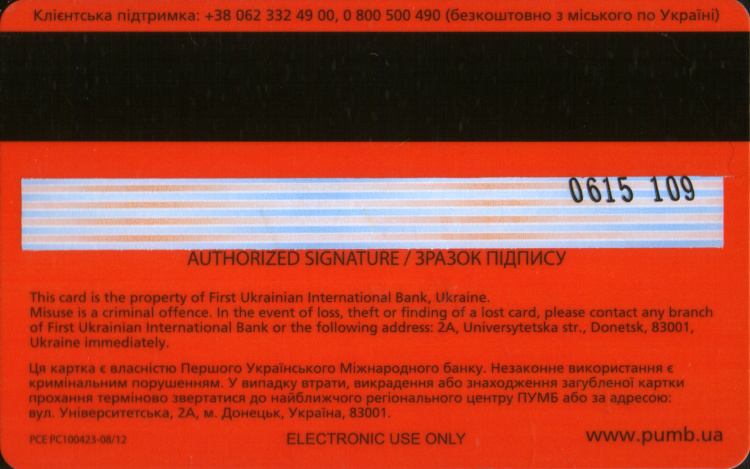 Клієнтська підтримка: +38 062 332 49 00, 0 800 500 490 (безкоштовно з міського по Україні)
0615 109
AUTHORIZED SIGNATURE / ЗРАЗОК ПІДПИСУ
This card is the property of First Ukrainian International Bank, Ukraine.
Misuse is a criminal offence. In the event of loss, theft or finding of a lost card, please contact any branch
of First Ukrainian International Bank or the following address: 2A, Universytetska str., Donetsk, 83001,
Ukraine immediately.
Ця картка є власністю Першого Українського Міжнародного банку. Незаконне використання є
кримінальним порушенням. У випадку втрати, викрадення або знаходження загубленої картки
прохання терміново звертатися до найближчого регіонального центру ПУМБ або за адресою:
вул. Університетська, 2А, м. Донецьк, Україна, 83001.
PCE PC100423-08/12 ELECTRONIC USE ONLY www.pumb.ua